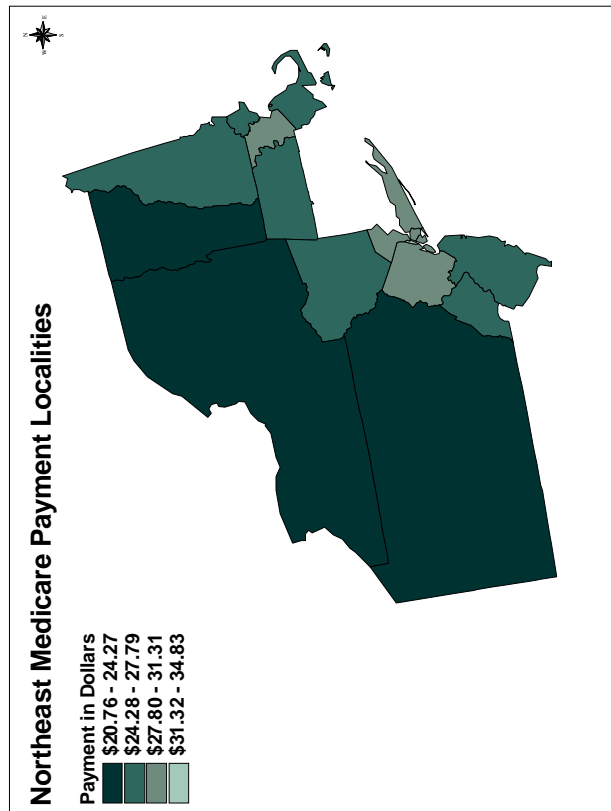 Northeast Medicare Payment Localities
Payment in Dollars
$20.76 - 24.27
$24.28 - 27.79
$27.80 - 31.31
$31.32 - 34.83
N
W E
S